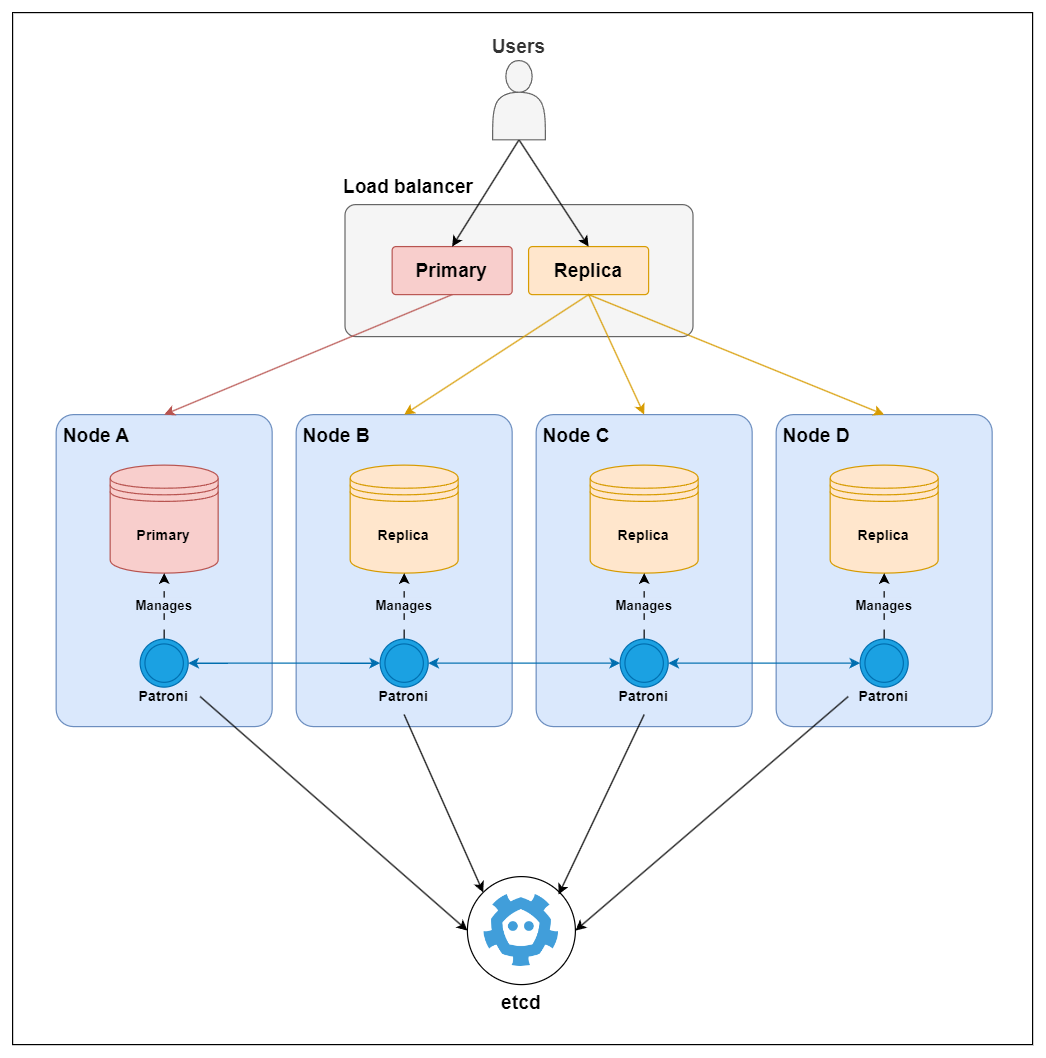 Users
Load balancer
Primary
Replica
Node A
Node B
Node C
Node D
Primary
Replica
Replica
Replica
Manages
Manages
Manages
Manages
Patroni
Patroni
Patroni
Patroni
etcd